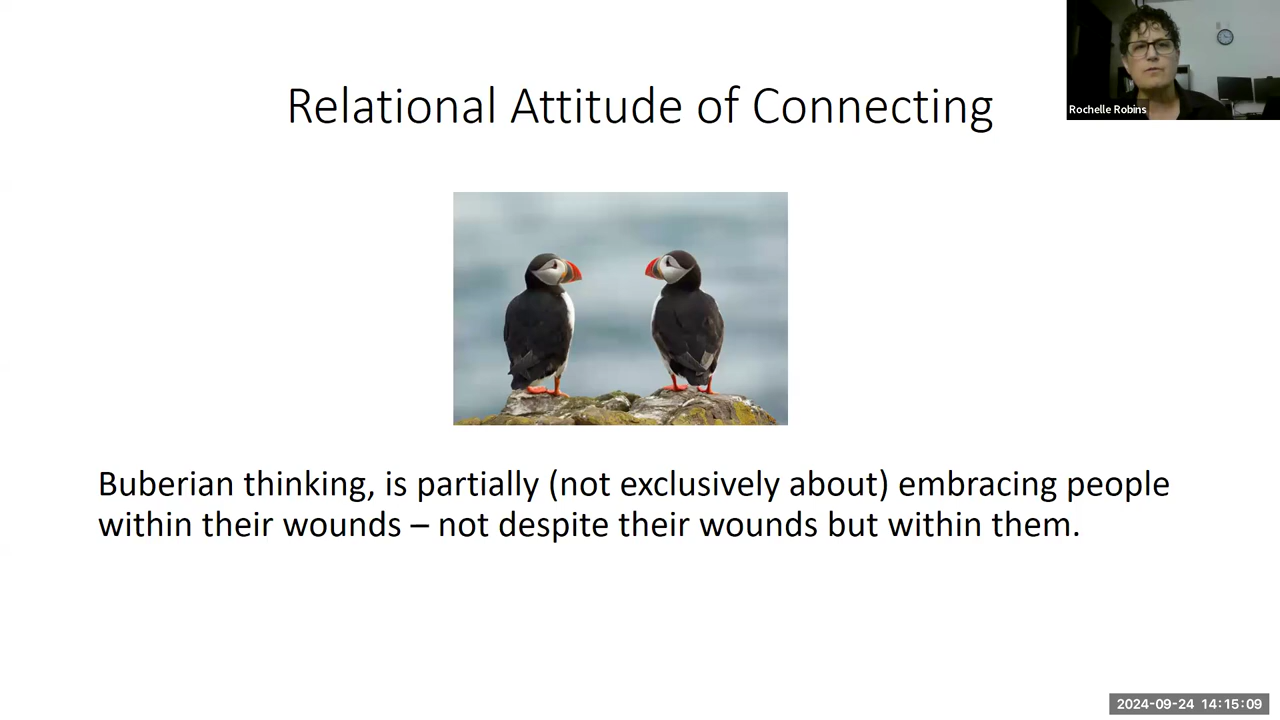 Relational Attitude of Connecting
Rochelle Robins
Buberian thinking, is partially (not exclusively about) embracing people
within their wounds – not despite their wounds but within them.
2024-09-24 14:15:09